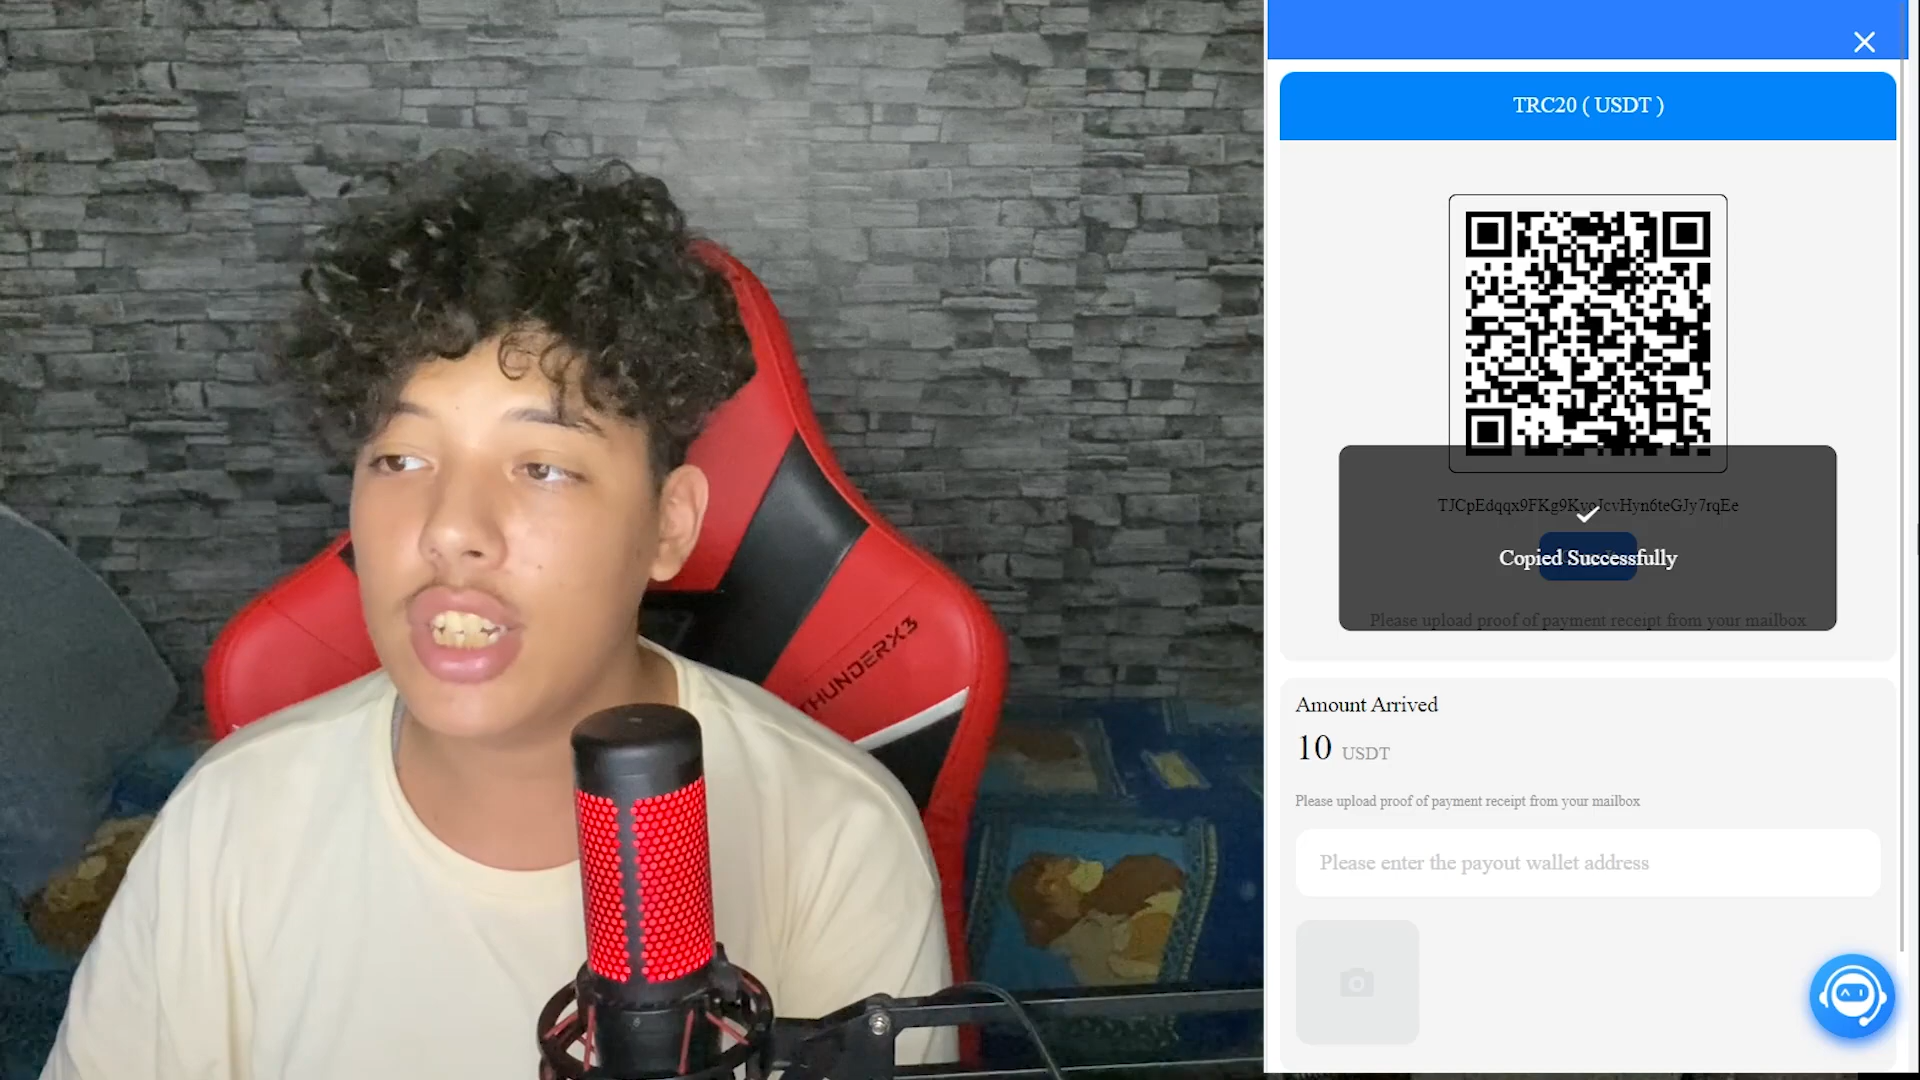 THUNDERX3
TRC20 ( USDT )
Copied Successfully
Please upload proof of payment receipt from your mailbox
Amount Arrived
10 USDT
Please upload proof of payment receipt from your mailbox
Please enter the payout wallet address